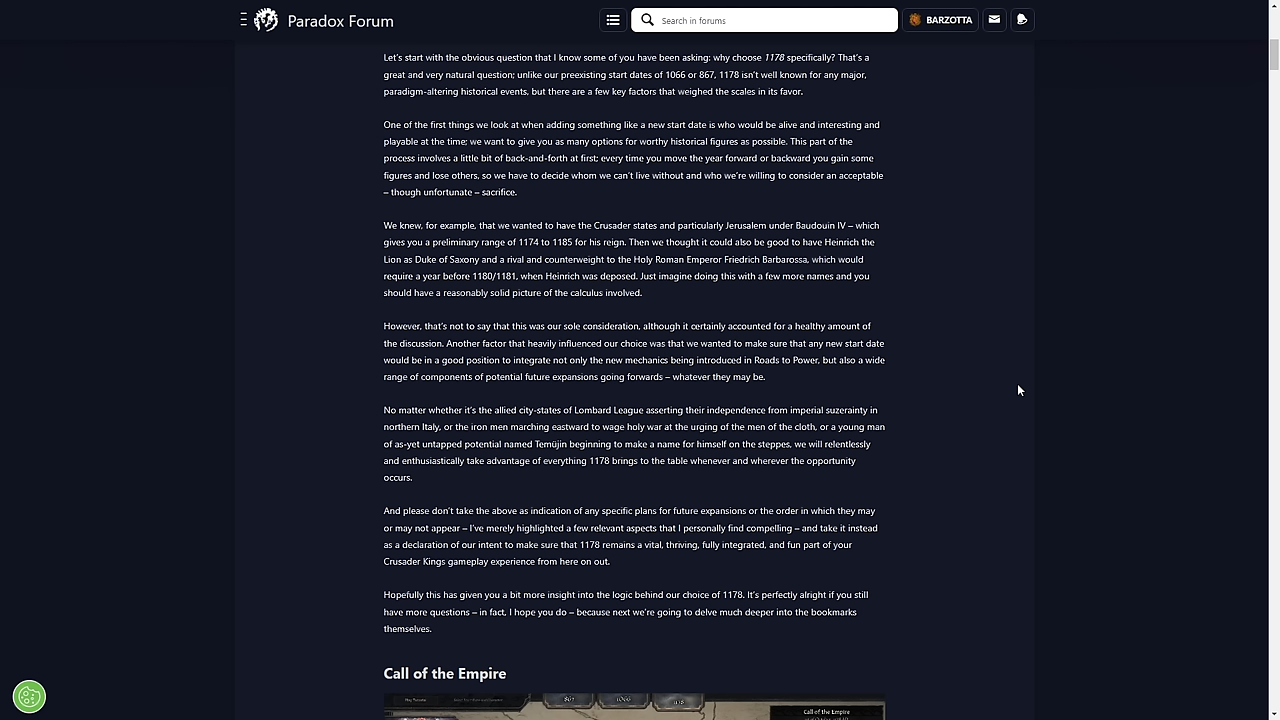 Paradox Forum
Search in forums
BARZOTTA
Let's start with the obvious question that I know some of you have been asking: why choose 1178 specifically? That's a
great and very natural question; unlike our preexisting start dates of 1066 or 867, 1178 isn't well known for any major,
paradigm-altering historical events, but there are a few key factors that weighed the scales in its favor.
One of the first things we look at when adding something like a new start date is who would be alive and interesting and
playable at the time; we want to give you as many options for worthy historical figures as possible. This part of the
process involves a little bit of back-and-forth at first; every time you move the year forward or backward you gain some
figures and lose others, so we have to decide whom we can't live without and who we're willing to consider an acceptable
– though unfortunate – sacrifice.
We knew, for example, that we wanted to have the Crusader states and particularly Jerusalem under Baudouin IV – which
gives you a preliminary range of 1174 to 1185 for his reign. Then we thought it could also be good to have Heinrich the
Lion as Duke of Saxony and a rival and counterweight to the Holy Roman Emperor Friedrich Barbarossa, which would
require a year before 1180/1181, when Heinrich was deposed. Just imagine doing this with a few more names and you
should have a reasonably solid picture of the calculus involved.
However, that's not to say that this was our sole consideration, although it certainly accounted for a healthy amount of
the discussion. Another factor that heavily influenced our choice was that we wanted to make sure that any new start date
would be in a good position to integrate not only the new mechanics being introduced in Roads to Power, but also a wide
range of components of potential future expansions going forwards – whatever they may be.
No matter whether it's the allied city-states of Lombard League asserting their independence from imperial suzerainty in
northern Italy, or the iron men marching eastward to wage holy war at the urging of the men of the cloth, or a young man
of as-yet untapped potential named Temüjin beginning to make a name for himself on the steppes, we will relentlessly
and enthusiastically take advantage of everything 1178 brings to the table whenever and wherever the opportunity
occurs.
And please don't take the above as indication of any specific plans for future expansions or the order in which they may
or may not appear – I've merely highlighted a few relevant aspects that I personally find compelling – and take it instead
as a declaration of our intent to make sure that 1178 remains a vital, thriving, fully integrated, and fun part of your
Crusader Kings gameplay experience from here on out.
Hopefully this has given you a bit more insight into the logic behind our choice of 1178. It's perfectly alright if you still
have more questions – in fact, I hope you do – because next we're going to delve much deeper into the bookmarks
themselves.
Call of the Empire
867 1066 1178
Call of the Empire